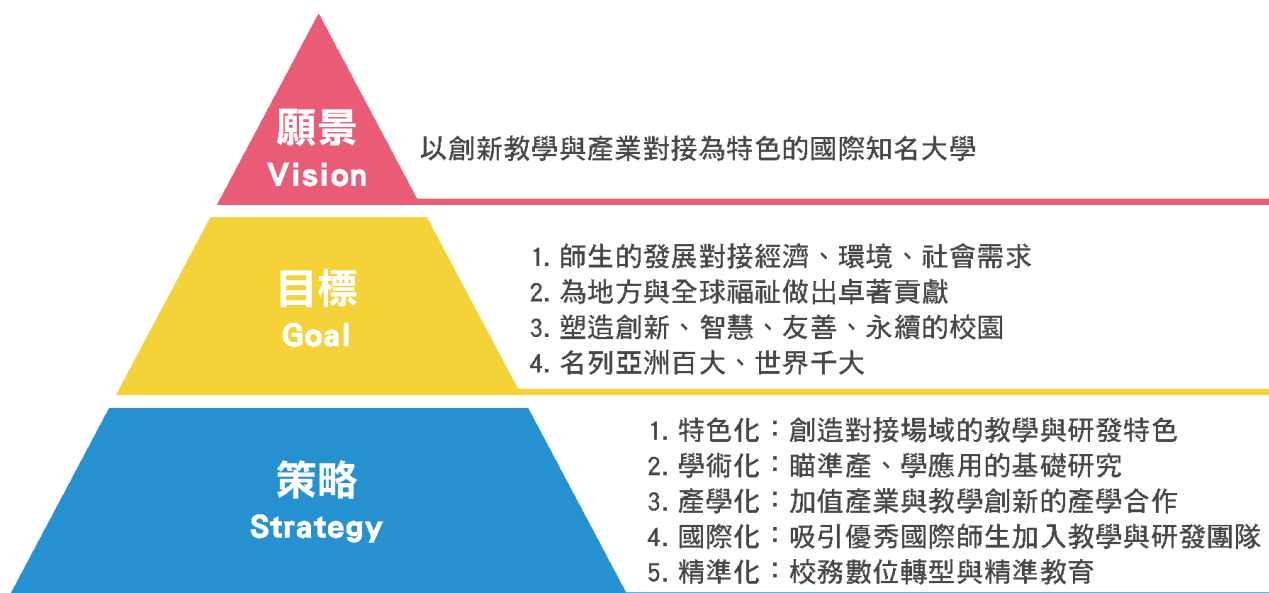 願景
Vision
以創新教學與產業對接為特色的國際知名大學
目標
Goal
1. 師生的發展對接經濟、環境、社會需求
2. 為地方與全球福祉做出卓著貢獻
3. 塑造創新、智慧、友善、永續的校園
4. 名列亞洲百大、世界千大
策略
Strategy
1. 特色化：創造對接場域的教學與研發特色
2. 學術化：瞄準產、學應用的基礎研究
3. 產學化：加值產業與教學創新的產學合作
4. 國際化：吸引優秀國際師生加入教學與研發團隊
5. 精準化：校務數位轉型與精準教育